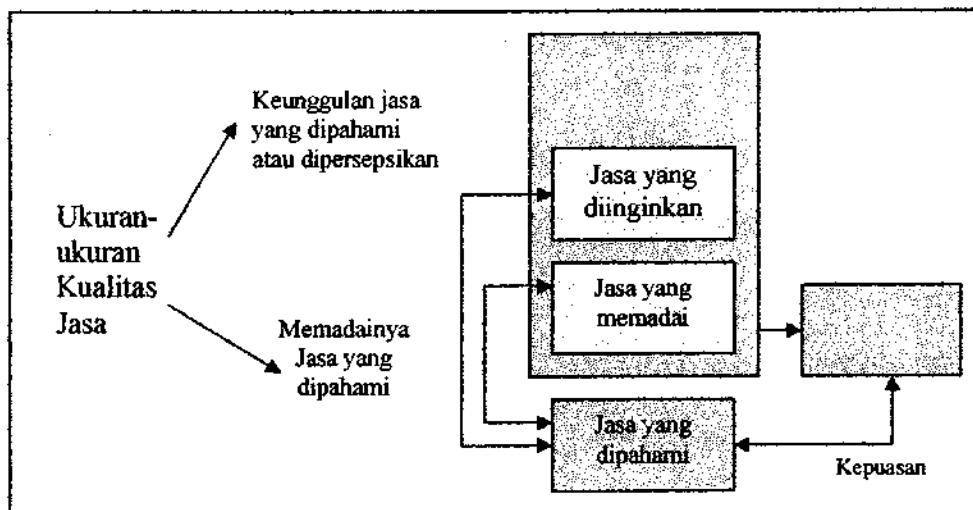 Keunggulan jasa
yang dipahami
atau dipersepsikan
Ukuran-
ukuran
Kualitas
Jasa
Memadainya
Jasa yang
dipahami
Jasa yang
diinginkan
Jasa yang
memadai
Jasa yang
dipahami
Kepuasan